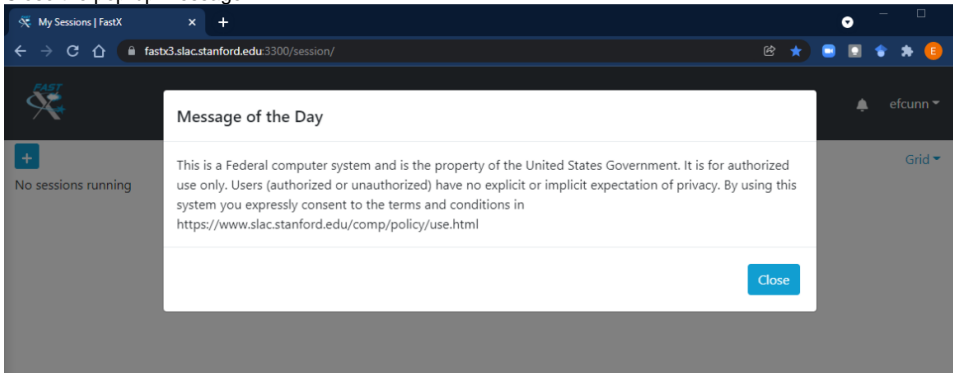 My Sessions | FastX
fastx3.slac.stanford.edu:3300/session/
E
FAST
efcunn
Message of the Day
Grid
No sessions running
This is a Federal computer system and is the property of the United States Government. It is for authorized
use only. Users (authorized or unauthorized) have no explicit or implicit expectation of privacy. By using this
system you expressly consent to the terms and conditions in
https://www.slac.stanford.edu/comp/policy/use.html
Close